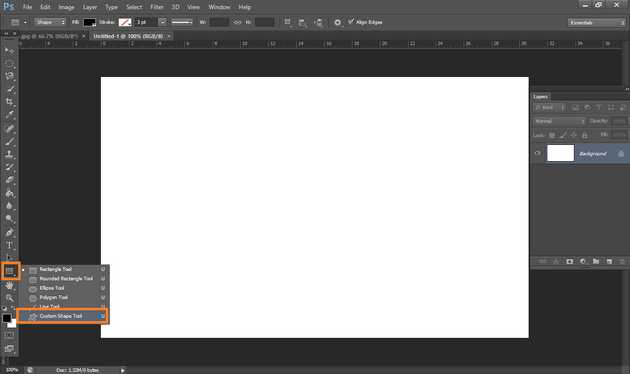 Ps File Edit Image Layer Type Select Filter 3D View Window Help
Shape Fill: Stroke: 3 pt W: H: Align Edges Essentials
.jpg @ 66.7% (RGB/8*) × Untitled-1 @ 100% (RGB/8) ×
Layers
Kind
Normal Opacity:
Lock: Fill:
Background
T
Rectangle Tool U
Rounded Rectangle Tool U
Ellipse Tool U
Polygon Tool U
Line Tool U
Custom Shape Tool U
100% Doc: 1.10M/0 bytes